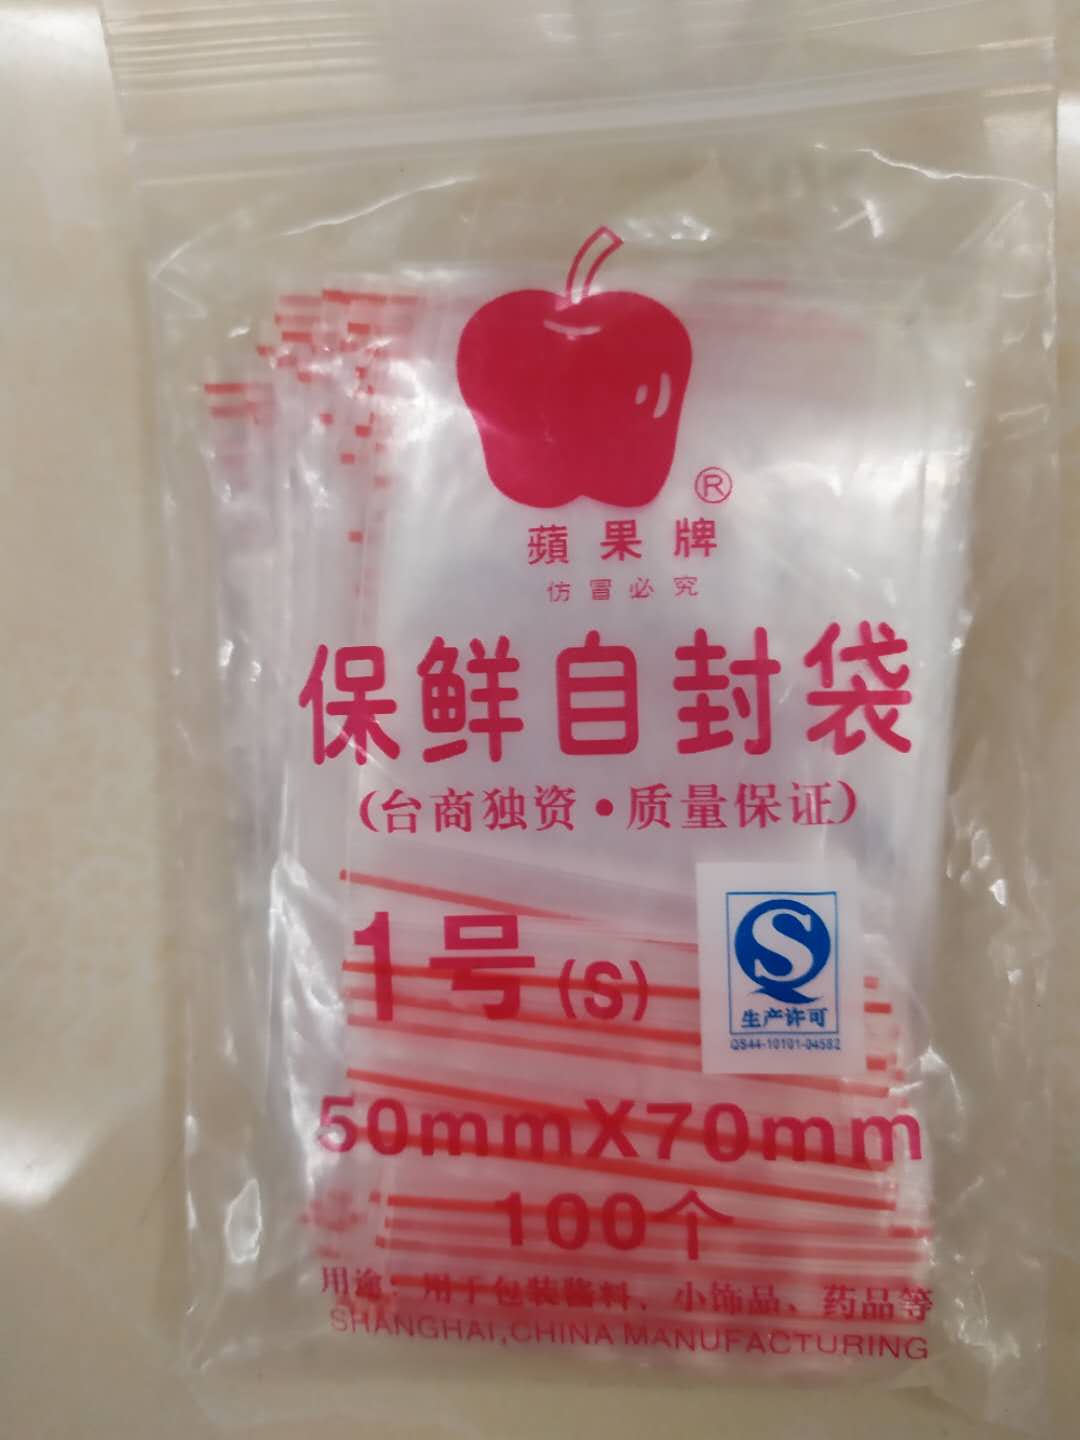 ®
蘋果牌
仿冒必究
保鲜自封袋
(台商独资·质量保证)
1号(S)
S
生产许可
QS44-10101-04582
50mmX70mm
100个
用途：用于包装酱料、小饰品、药品等
SHANGHAI,CHINA MANUFACTURING